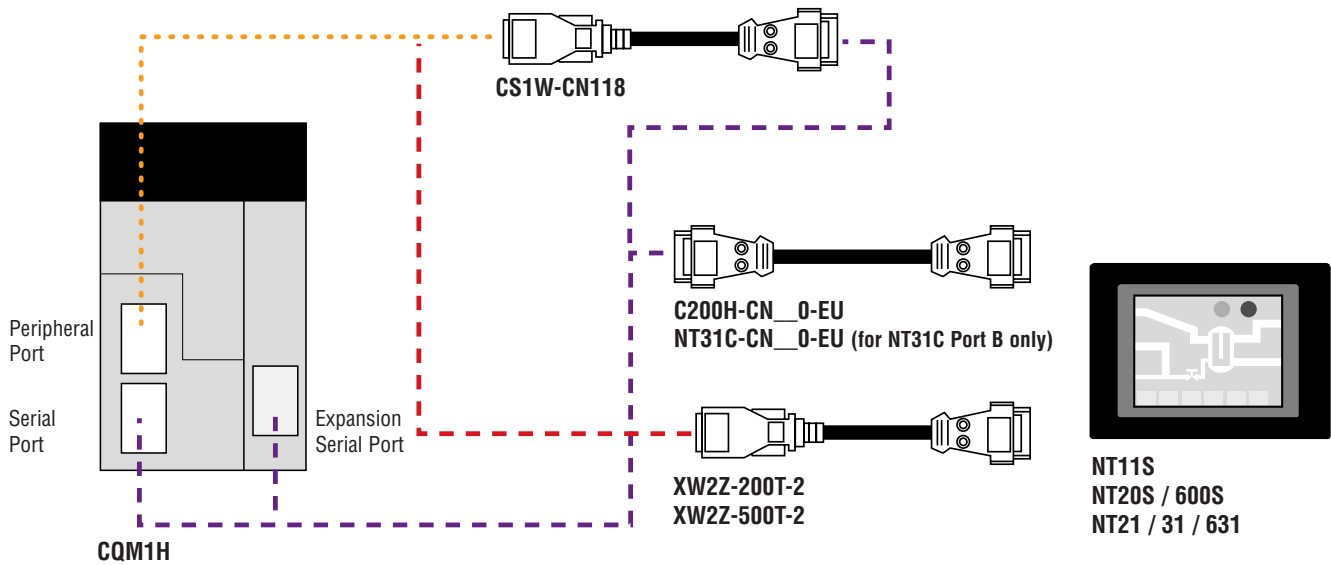 CS1W-CN118
Peripheral
Port
Serial
Port
Expansion
Serial Port
CQM1H
C200H-CN__0-EU
NT31C-CN__0-EU (for NT31C Port B only)
XW2Z-200T-2
XW2Z-500T-2
NT11S
NT20S / 600S
NT21 / 31 / 631